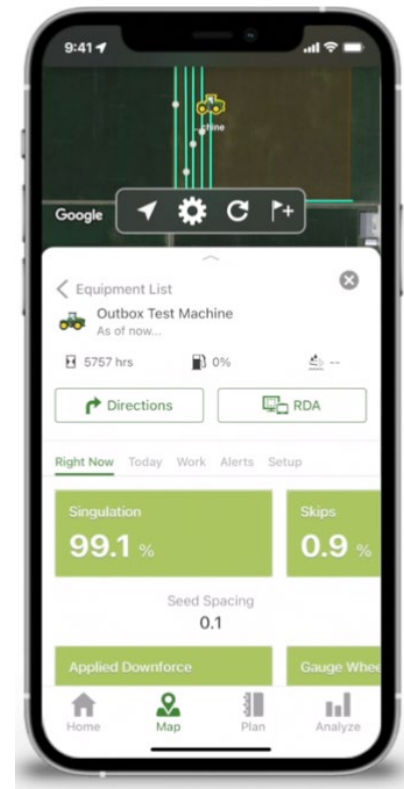 9:41
chine
Google
Equipment List
Outbox Test Machine
As of now...
5757 hrs 0% --
Directions RDA
Right Now Today Work Alerts Setup
Singulation Skips
99.1 % 0.9 %
Seed Spacing
0.1
Applied Downforce Gauge Whee
Home Map Plan Analyze